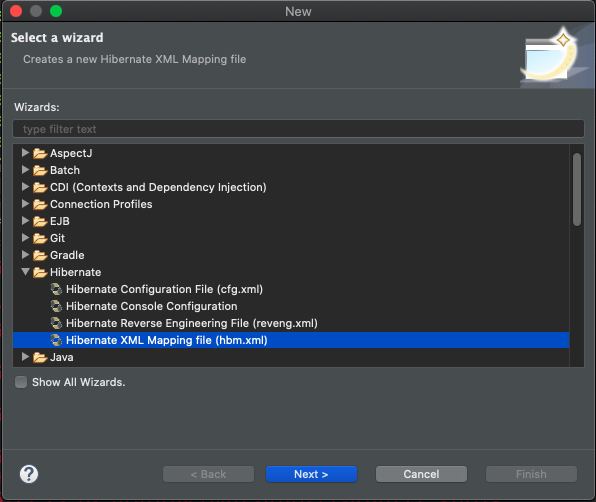 New
Select a wizard
Creates a new Hibernate XML Mapping file
Wizards:
type filter text
AspectJ
Batch
CDI (Contexts and Dependency Injection)
Connection Profiles
EJB
Git
Gradle
Hibernate
Hibernate Configuration File (cfg.xml)
Hibernate Console Configuration
Hibernate Reverse Engineering File (reveng.xml)
Hibernate XML Mapping file (hbm.xml)
Java
Show All Wizards.
?
< Back
Next >
Cancel
Finish